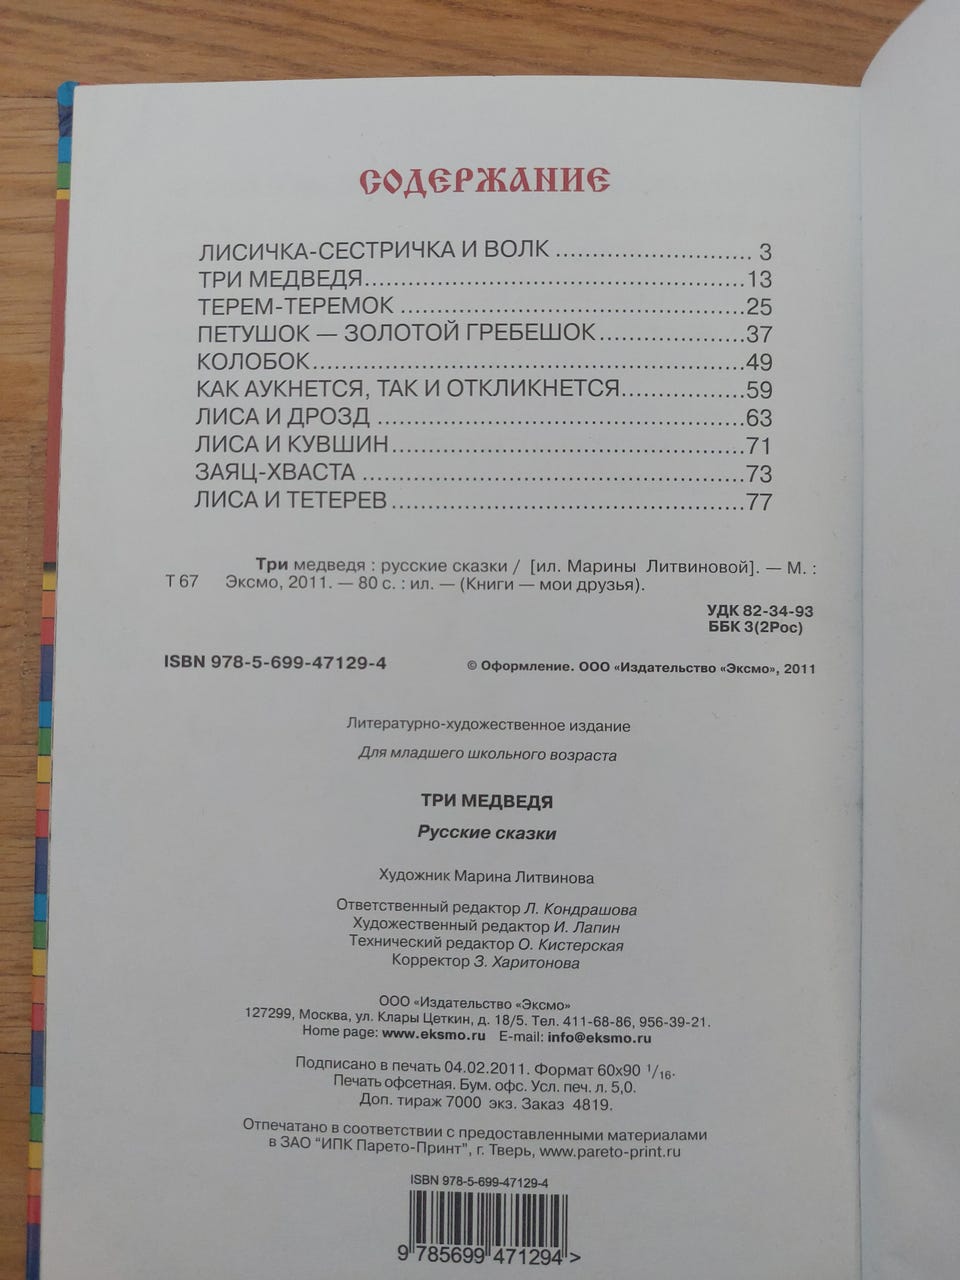 СОДЕРЖАНИЕ
ЛИСИЧКА-СЕСТРИЧКА И ВОЛК .......................... 3
ТРИ МЕДВЕДЯ..................................................13
ТЕРЕМ-ТЕРЕМОК .............................................25
ПЕТУШОК — ЗОЛОТОЙ ГРЕБЕШОК...................37
КОЛОБОК.........................................................49
КАК АУКНЕТСЯ, ТАК И ОТКЛИКНЕТСЯ................59
ЛИСА И ДРОЗД ................................................63
ЛИСА И КУВШИН..............................................71
ЗАЯЦ-ХВАСТА ..................................................73
ЛИСА И ТЕТЕРЕВ ..............................................77
Три медведя : русские сказки / [ил. Марины Литвиновой]. — М. :
Т 67 Эксмо, 2011. — 80 с. : ил. — (Книги — мои друзья).
УДК 82-34-93
ББК 3(2Рос)
ISBN 978-5-699-47129-4 © Оформление. ООО «Издательство «Эксмо», 2011
Литературно-художественное издание
Для младшего школьного возраста
ТРИ МЕДВЕДЯ
Русские сказки
Художник Марина Литвинова
Ответственный редактор Л. Кондрашова
Художественный редактор И. Лапин
Технический редактор О. Кистерская
Корректор З. Харитонова
ООО «Издательство «Эксмо»
127299, Москва, ул. Клары Цеткин, д. 18/5. Тел. 411-68-86, 956-39-21.
Home page: www.eksmo.ru E-mail: info@eksmo.ru
Подписано в печать 04.02.2011. Формат 60x90 1/16.
Печать офсетная. Бум. офс. Усл. печ. л. 5,0.
Доп. тираж 7000 экз. Заказ 4819.
Отпечатано в соответствии с предоставленными материалами
в ЗАО "ИПК Парето-Принт", г. Тверь, www.pareto-print.ru
ISBN 978-5-699-47129-4
9 785699 471294 >